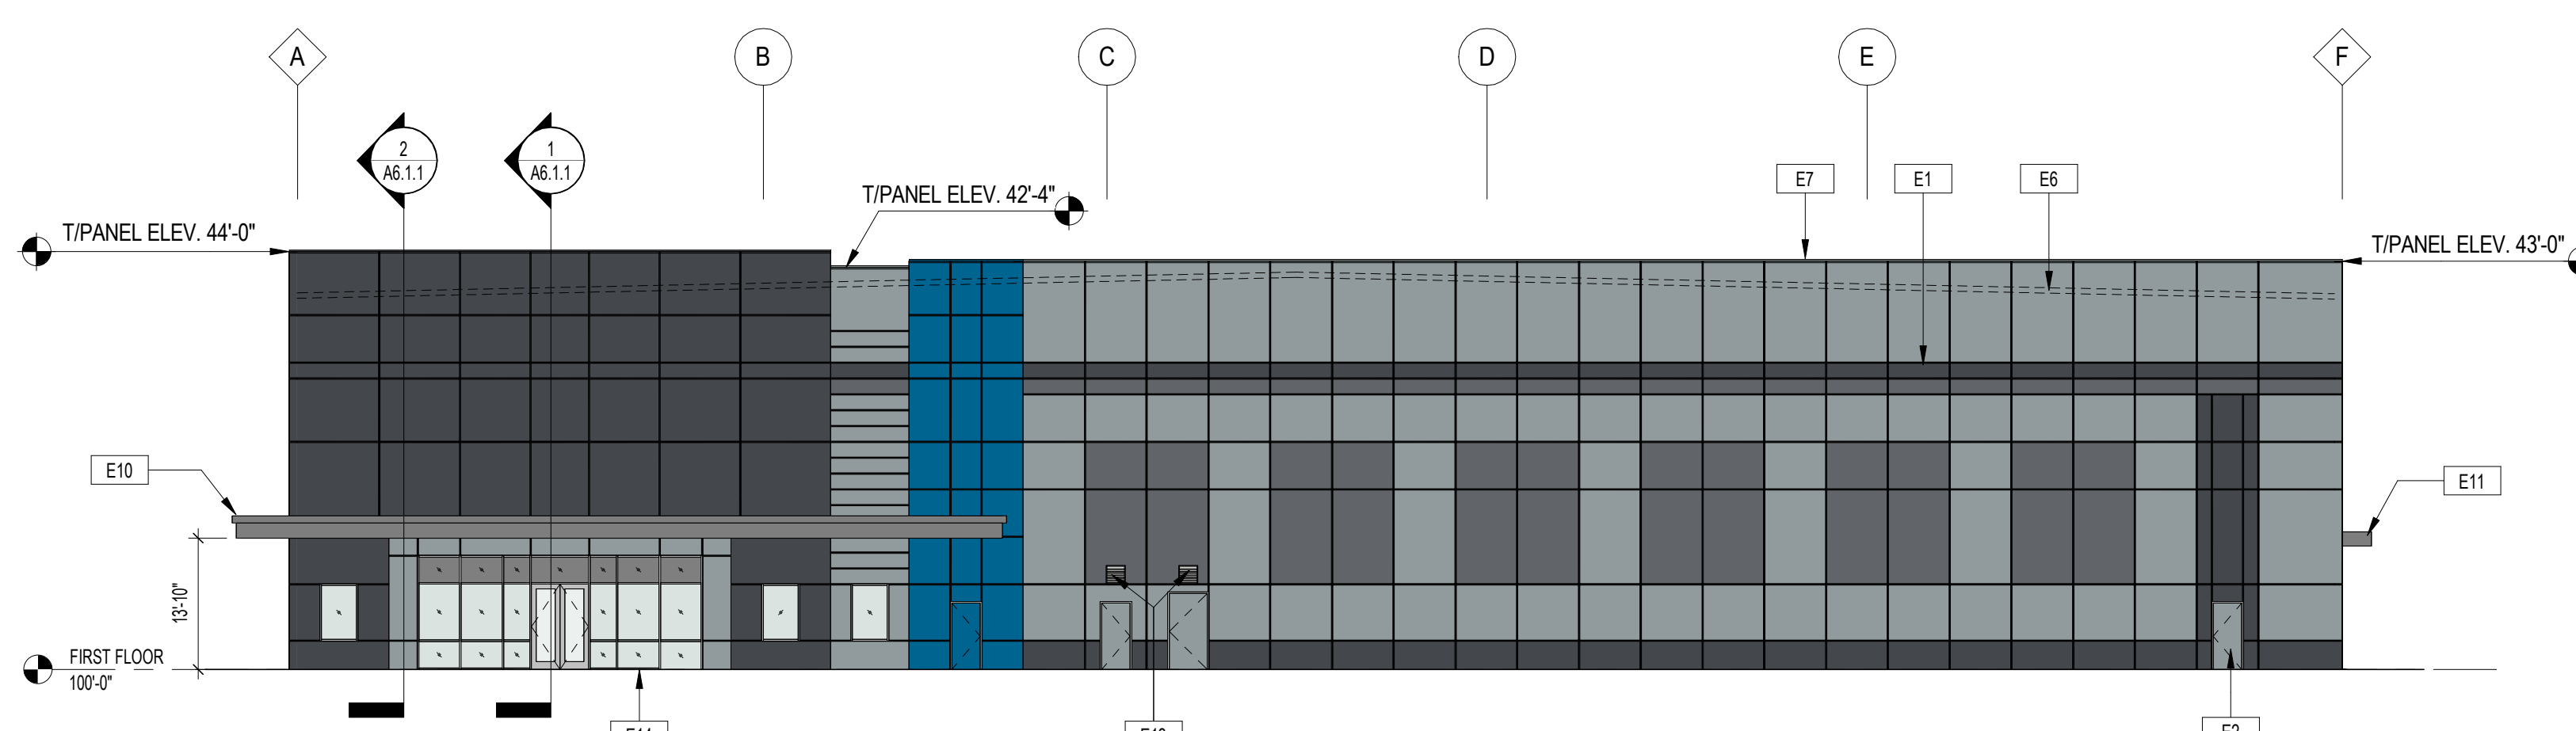 A
B
C
D
E
F
2
A6.1.1
1
A6.1.1
E7
E1
E6
T/PANEL ELEV. 42'-4"
T/PANEL ELEV. 44'-0"
T/PANEL ELEV. 43'-0"
E10
E11
13'-10"
FIRST FLOOR
100'-0"